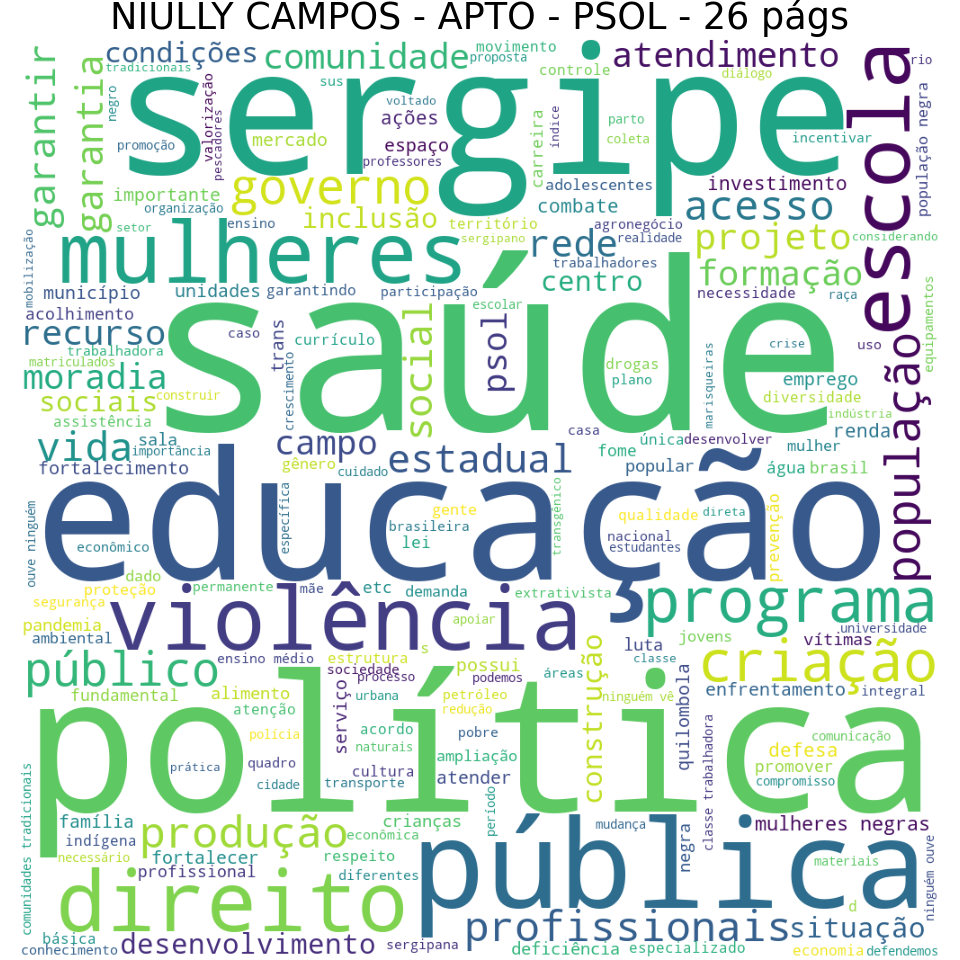 NIULLY CAMPOS - APTO - PSOL - 26 págs
garantir
garantia
condições
tradicionais
negro
comunidade
movimento
proposta
sus
controle
atendimento
diálogo
rio
sergipe
escola
promoção
valorização
pescadores
mercado
voltado
ações
espaço
professores
carreira
índice
parto
coleta
incentivar
população negra
importante
organização
governo
adolescentes
combate
investimento
acesso
setor
ensino
inclusão
território
sergipano
agronegócio
realidade
rede
projeto
considerando
mobilização
mulheres
trabalhadores
centro
formação
município
unidades
garantindo
participação
necessidade
raça
equipamentos
acolhimento
recurso
caso
trans
currículo
social
escolar
psol
saúde
drogas
plano
marisqueiras
crise
uso
trabalhadora
matriculados
moradia
sociais
construir
crescimento
emprego
diversidade
indústria
população
assistência
vida
sala
importância
campo
casa
fome
única
desenvolver
mulher
renda
fortalecimento
gênero
cuidado
estadual
popular
água
brasil
educação
ouve ninguém
econômico
específica
gente
brasileira
lei
transgênico
qualidade
direta
nacional
estudantes
prevenção
dado
proteção
segurança
permanente
mãe
etc
demanda
extrativista
programa
pandemia
ambiental
violência
apoiar
universidade
vítimas
jovens
luta
classe
público
ensino médio
estrutura
s
sociedade
processo
podemos
possui
áreas
construção
ninguém vê
criação
fundamental
alimento
atenção
serviço
urbana
petróleo
redução
quilombola
enfrentamento
integral
política
polícia
acordo
naturais
pobre
ampliação
comunicação
defesa
promover
compromisso
prática
quadro
cidade
cultura
transporte
atender
classe trabalhadora
comunidades tradicionais
família
indígena
necessário
produção
fortalecer
profissional
econômica
crianças
respeito
diferentes
período
pública
mudança
negra
mulheres negras
materiais
ninguém ouve
direito
d
básica
conhecimento
desenvolvimento
sergipana
profissionais
situação
deficiência
especializado
economia
defendemos